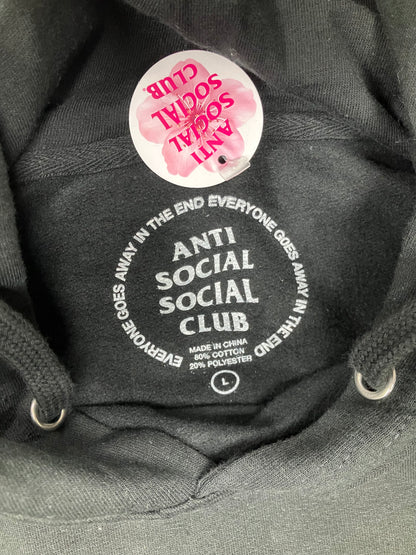 ANTI
SOCIAL
SOCIAL
CLUB
EVERYONE GOES AWAY IN THE END EVERYONE GOES AWAY IN THE END
ANTI
SOCIAL
SOCIAL
CLUB
MADE IN CHINA
80% COTTON
20% POLYESTER
L